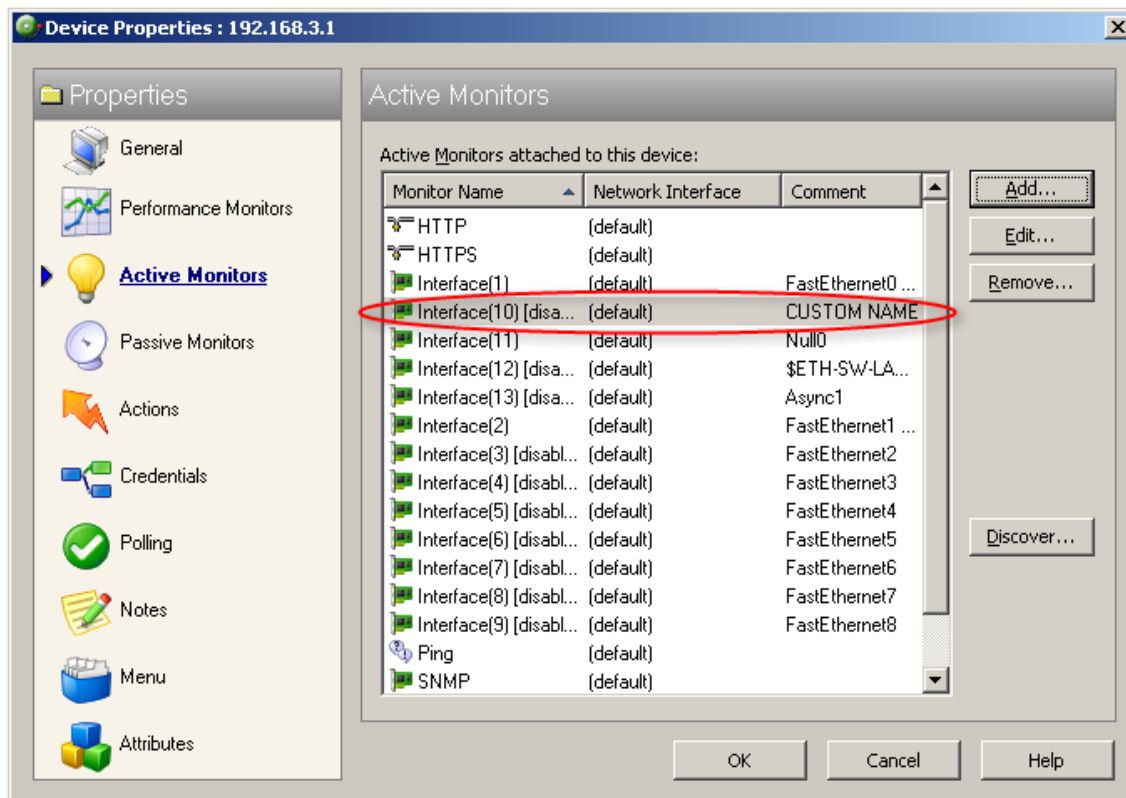 Device Properties : 192.168.3.1
Properties
General
Performance Monitors
Active Monitors
Passive Monitors
Actions
Credentials
Polling
Notes
Menu
Attributes
Active Monitors
Active Monitors attached to this device:
Monitor Name Network Interface Comment
HTTP (default)
HTTPS (default)
Interface(1) (default) FastEthernet0 ...
Interface(10) [disa... (default) CUSTOM NAME
Interface(11) (default) Null0
Interface(12) [disa... (default) $ETH-SW-LA...
Interface(13) [disa... (default) Async1
Interface(2) (default) FastEthernet1 ...
Interface(3) [disabl... (default) FastEthernet2
Interface(4) [disabl... (default) FastEthernet3
Interface(5) [disabl... (default) FastEthernet4
Interface(6) [disabl... (default) FastEthernet5
Interface(7) [disabl... (default) FastEthernet6
Interface(8) [disabl... (default) FastEthernet7
Interface(9) [disabl... (default) FastEthernet8
Ping (default)
SNMP (default)
Add...
Edit...
Remove...
Discover...
OK Cancel Help